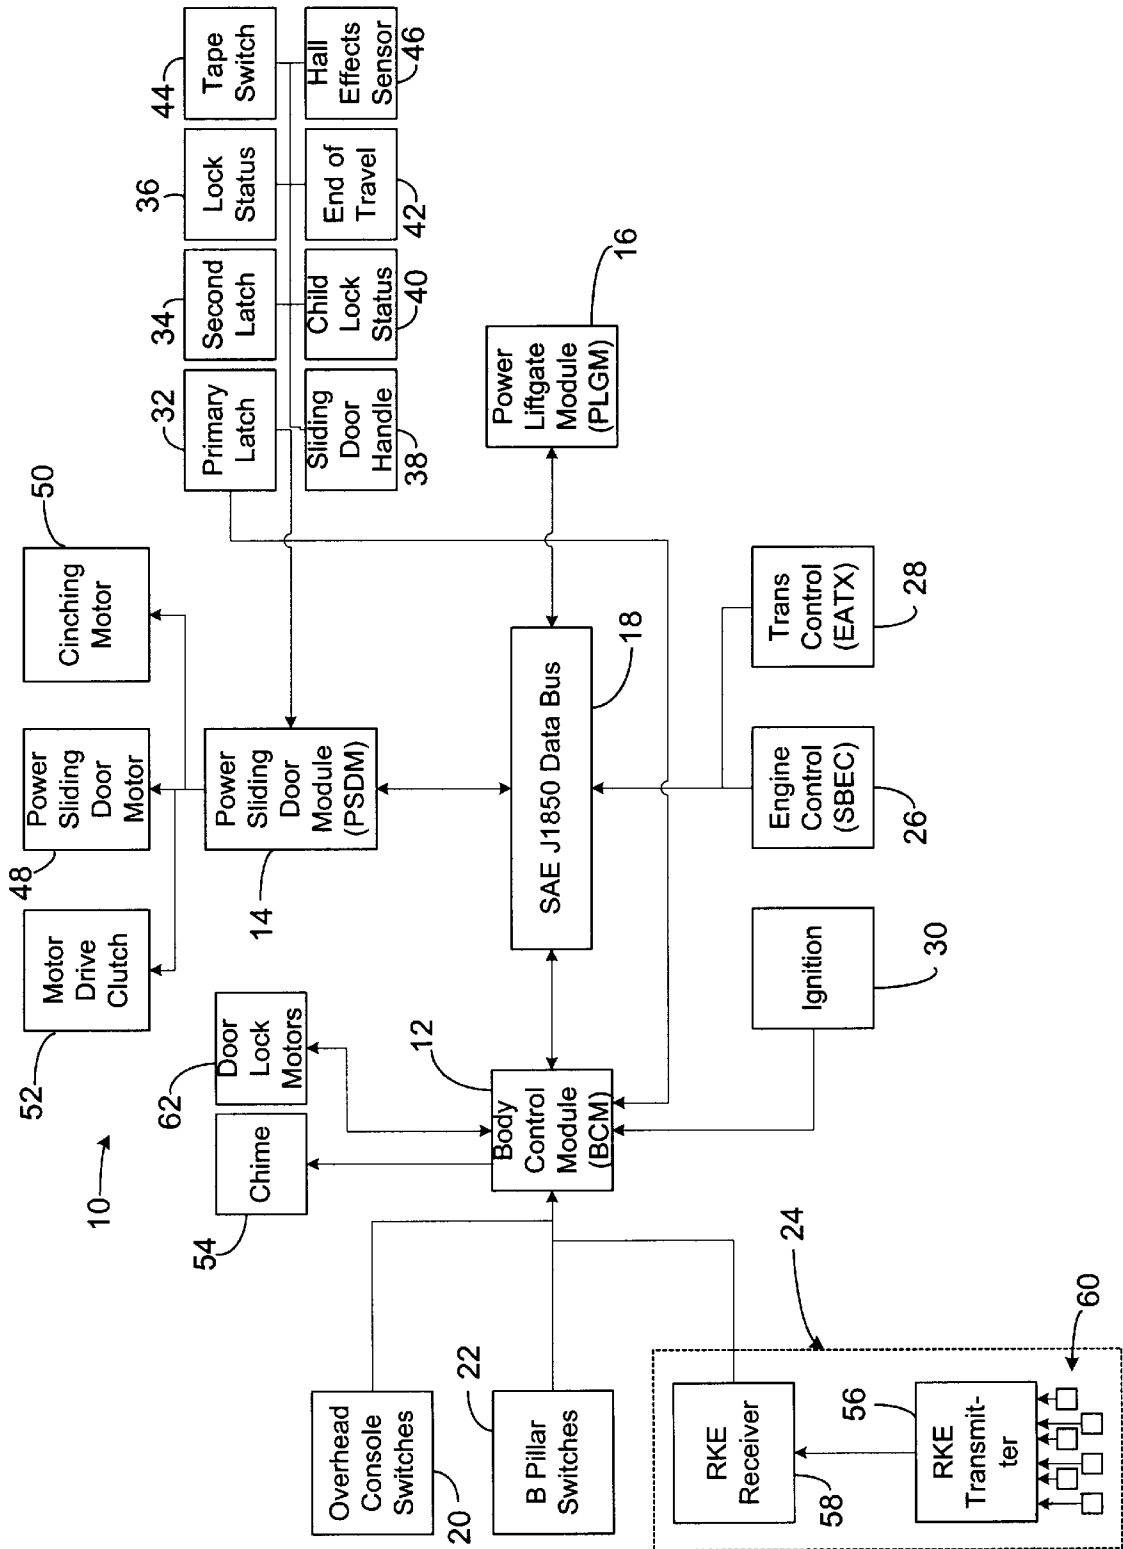 10
52
Motor
Drive
Clutch
48
Power
Sliding
Door
Motor
50
Cinching
Motor
54
Chime
62
Door
Lock
Motors
14
Power
Sliding
Door
Module
(PSDM)
32
Primary
Latch
34
Second
Latch
36
Lock
Status
44
Tape
Switch
Sliding
Door
Handle
38
Child
Lock
Status
40
End of
Travel
42
Hall
Effects
Sensor
46
Overhead
Console
Switches
20
22
B Pillar
Switches
12
Body
Control
Module
(BCM)
SAE J1850 Data Bus
18
Power
Liftgate
Module
(PLGM)
16
24
RKE
Receiver
58
56
RKE
Transmit-
ter
60
Ignition
30
Engine
Control
(SBEC)
26
Trans
Control
(EATX)
28